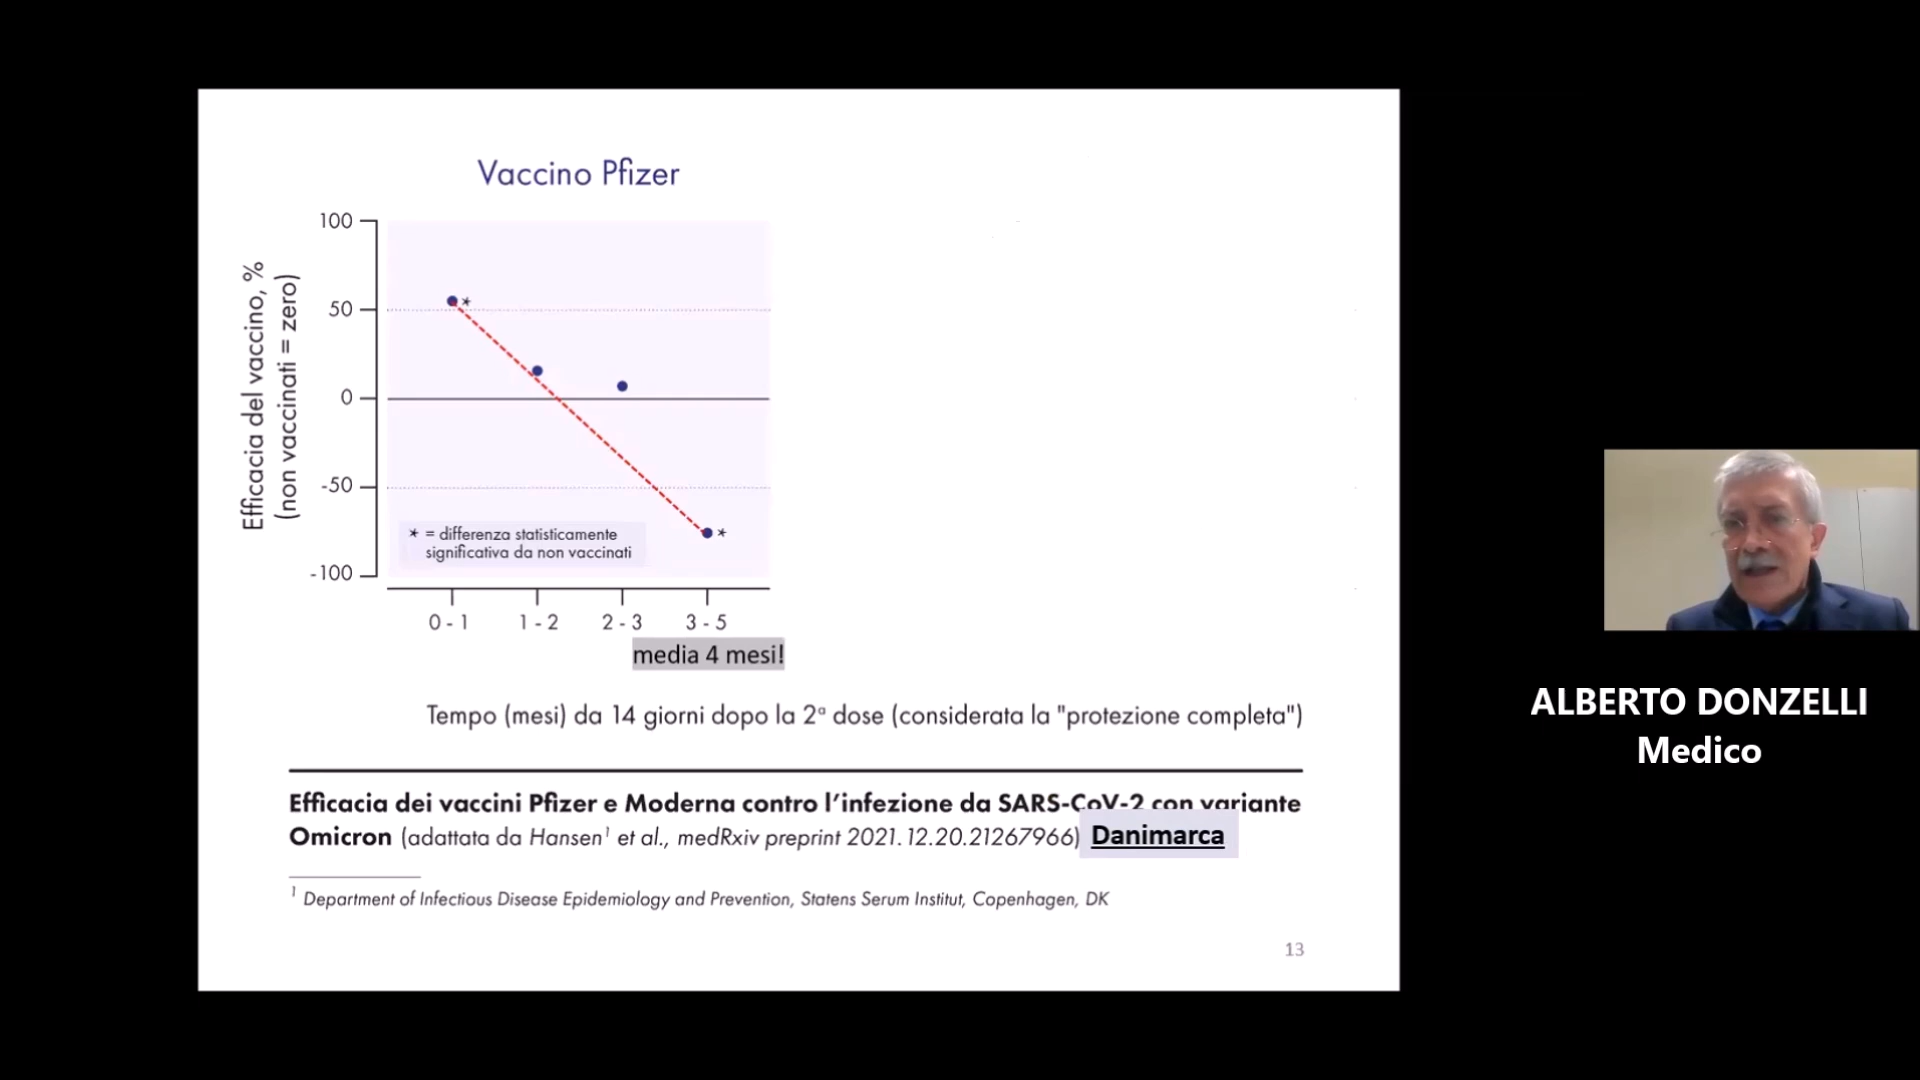 Vaccino Pfizer
Efficacia del vaccino, %
(non vaccinati = zero)
100
50
0
-50
-100
*
*
* = differenza statisticamente
significativa da non vaccinati
0 - 1
1 - 2
2 - 3
3 - 5
media 4 mesi!
Tempo (mesi) da 14 giorni dopo la 2ª dose (considerata la "protezione completa")
Efficacia dei vaccini Pfizer e Moderna contro l'infezione da SARS-CoV-2 con variante
Omicron (adattata da Hansen¹ et al., medRxiv preprint 2021.12.20.21267966) Danimarca
¹ Department of Infectious Disease Epidemiology and Prevention, Statens Serum Institut, Copenhagen, DK
13
ALBERTO DONZELLI
Medico